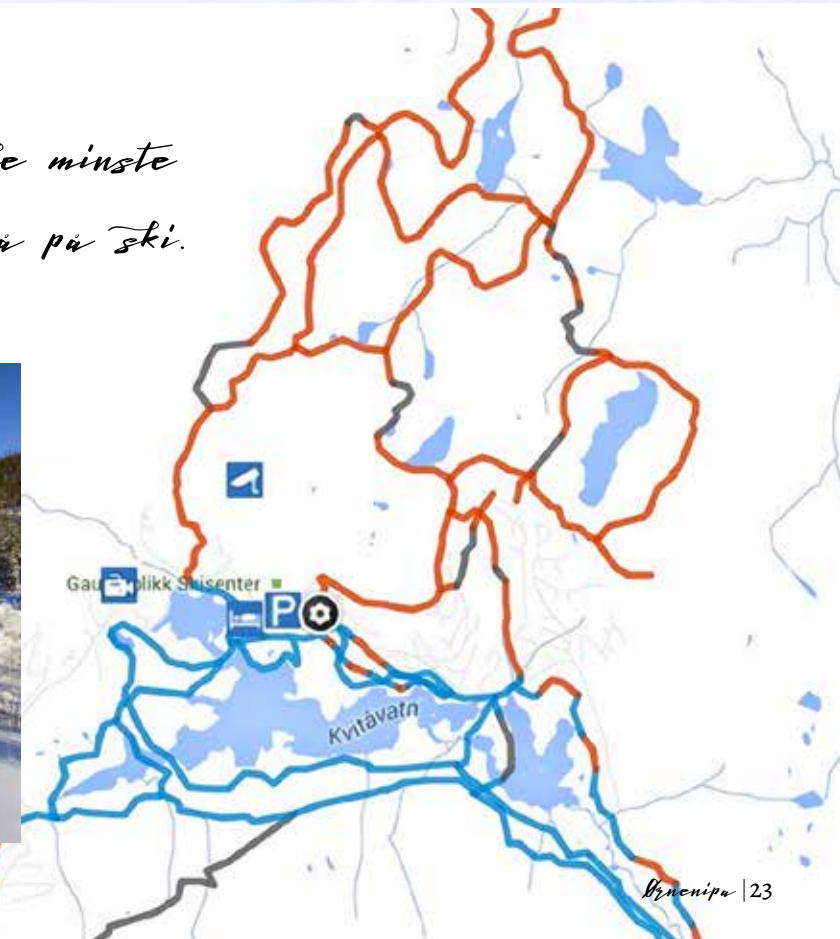 minste
på ski.
Skisenter
P
Kvitåvatn
Ørnenipa | 23